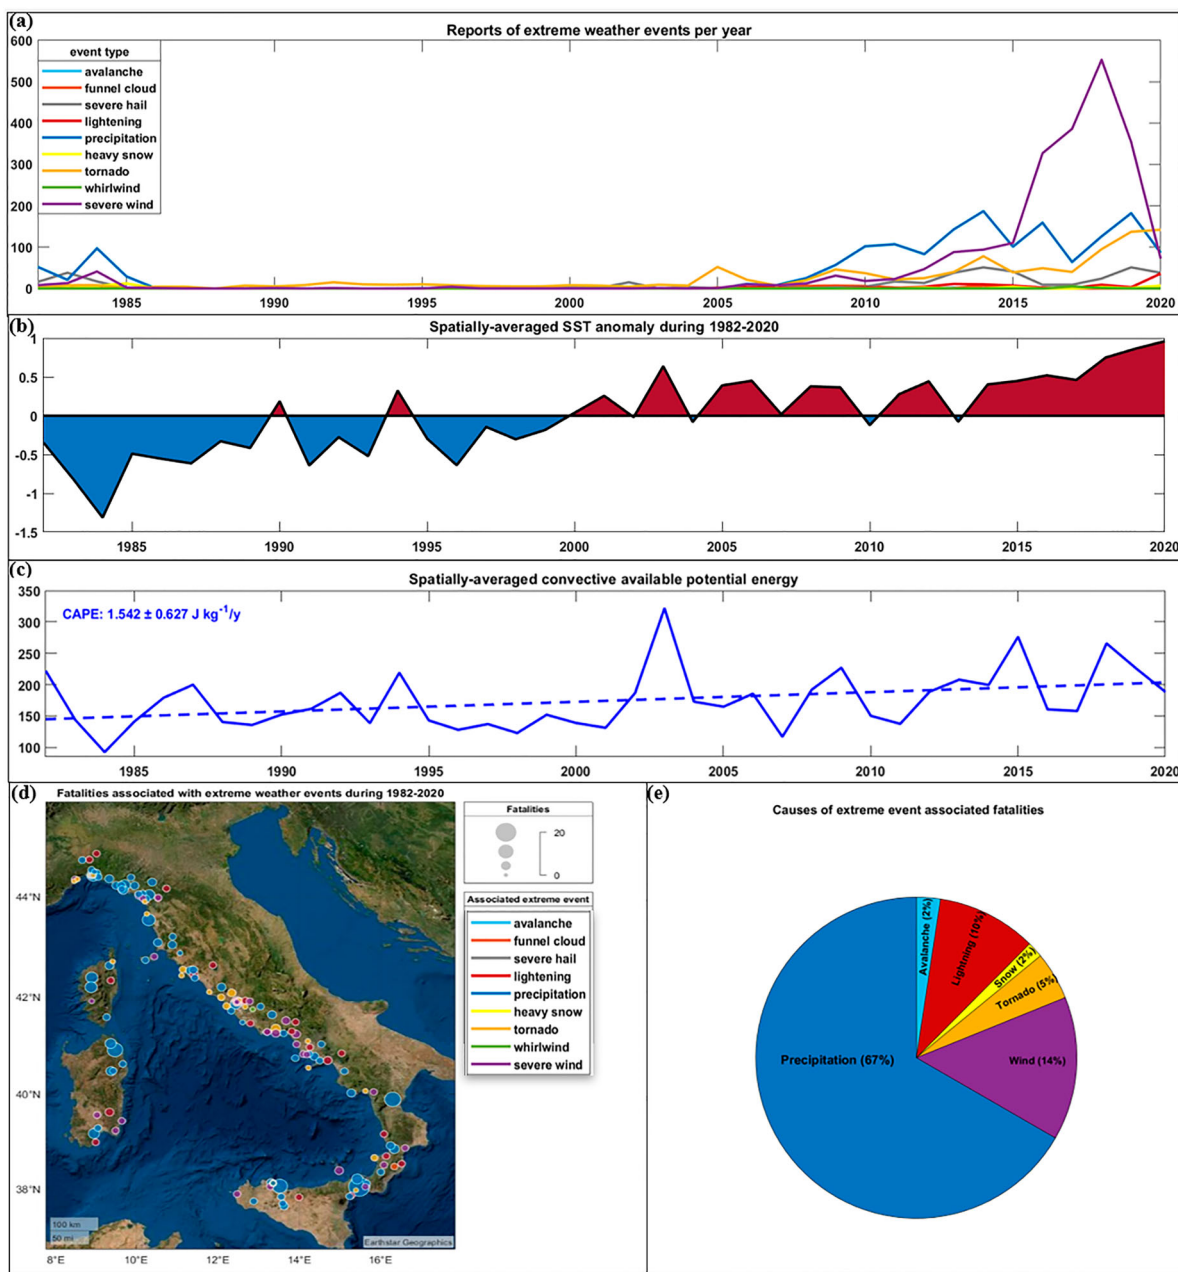 (a)
Reports of extreme weather events per year
600
500
400
300
200
100
0
event type
avalanche
funnel cloud
severe hail
lightening
precipitation
heavy snow
tornado
whirlwind
severe wind
1985 1990 1995 2000 2005 2010 2015 2020
(b)
Spatially-averaged SST anomaly during 1982-2020
1
0.5
0
-0.5
-1
-1.5
1985 1990 1995 2000 2005 2010 2015 2020
(c)
Spatially-averaged convective available potential energy
350
300
250
200
150
100
CAPE: 1.542 ± 0.627 J kg⁻¹/y
1985 1990 1995 2000 2005 2010 2015 2020
(d)
Fatalities associated with extreme weather events during 1982-2020
44°N
42°N
40°N
38°N
100 km
50 mi
Earthstar Geographics
8°E 10°E 12°E 14°E 16°E
Fatalities
20
0
Associated extreme event
avalanche
funnel cloud
severe hail
lightening
precipitation
heavy snow
tornado
whirlwind
severe wind
(e)
Causes of extreme event associated fatalities
Avalanche (2%)
Lightning (10%)
Snow (2%)
Tornado (5%)
Wind (14%)
Precipitation (67%)